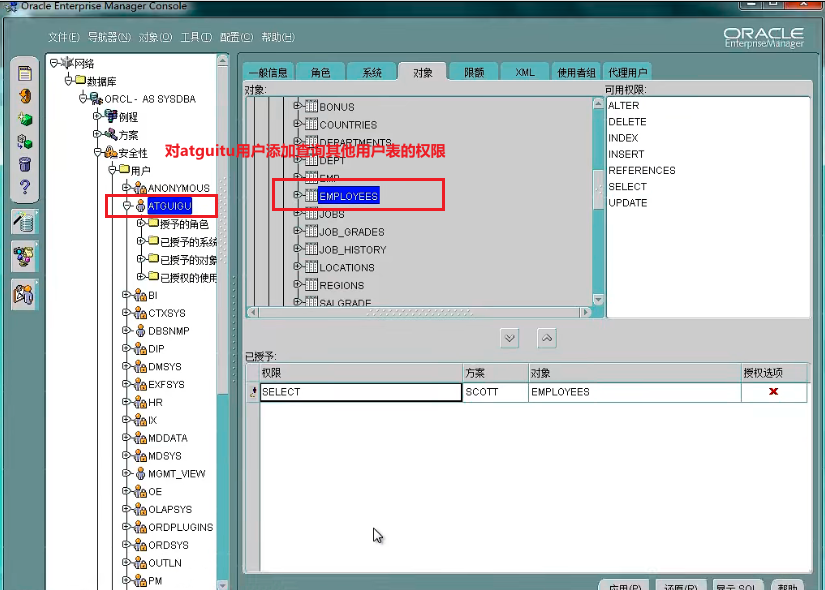 Oracle Enterprise Manager Console
文件(F) 导航器(N) 对象(O) 工具(T) 配置(C) 帮助(H)
ORACLE
EnterpriseManager
网络
数据库
ORCL - AS SYSDBA
例程
方案
安全性
用户
ANONYMOUS
ATGUIGU
授予的角色
已授予的系统
已授予的对象
已授权的使用
BI
CTXSYS
DBSNMP
DIP
DMSYS
EXFSYS
HR
IX
MDDATA
MDSYS
MGMT_VIEW
OE
OLAPSYS
ORDPLUGINS
ORDSYS
OUTLN
PM
对atguitu用户添加查询其他用户表的权限
一般信息 角色 系统 对象 限额 XML 使用者组 代理用户
对象:
BONUS
COUNTRIES
DEPARTMENTS
DEPT
EMP
EMPLOYEES
JOBS
JOB_GRADES
JOB_HISTORY
LOCATIONS
REGIONS
SALGRADE
可用权限:
ALTER
DELETE
INDEX
INSERT
REFERENCES
SELECT
UPDATE
已授予:
权限 方案 对象 授权选项
SELECT SCOTT EMPLOYEES
应用(P) 还原(R) 显示 SQL 帮助